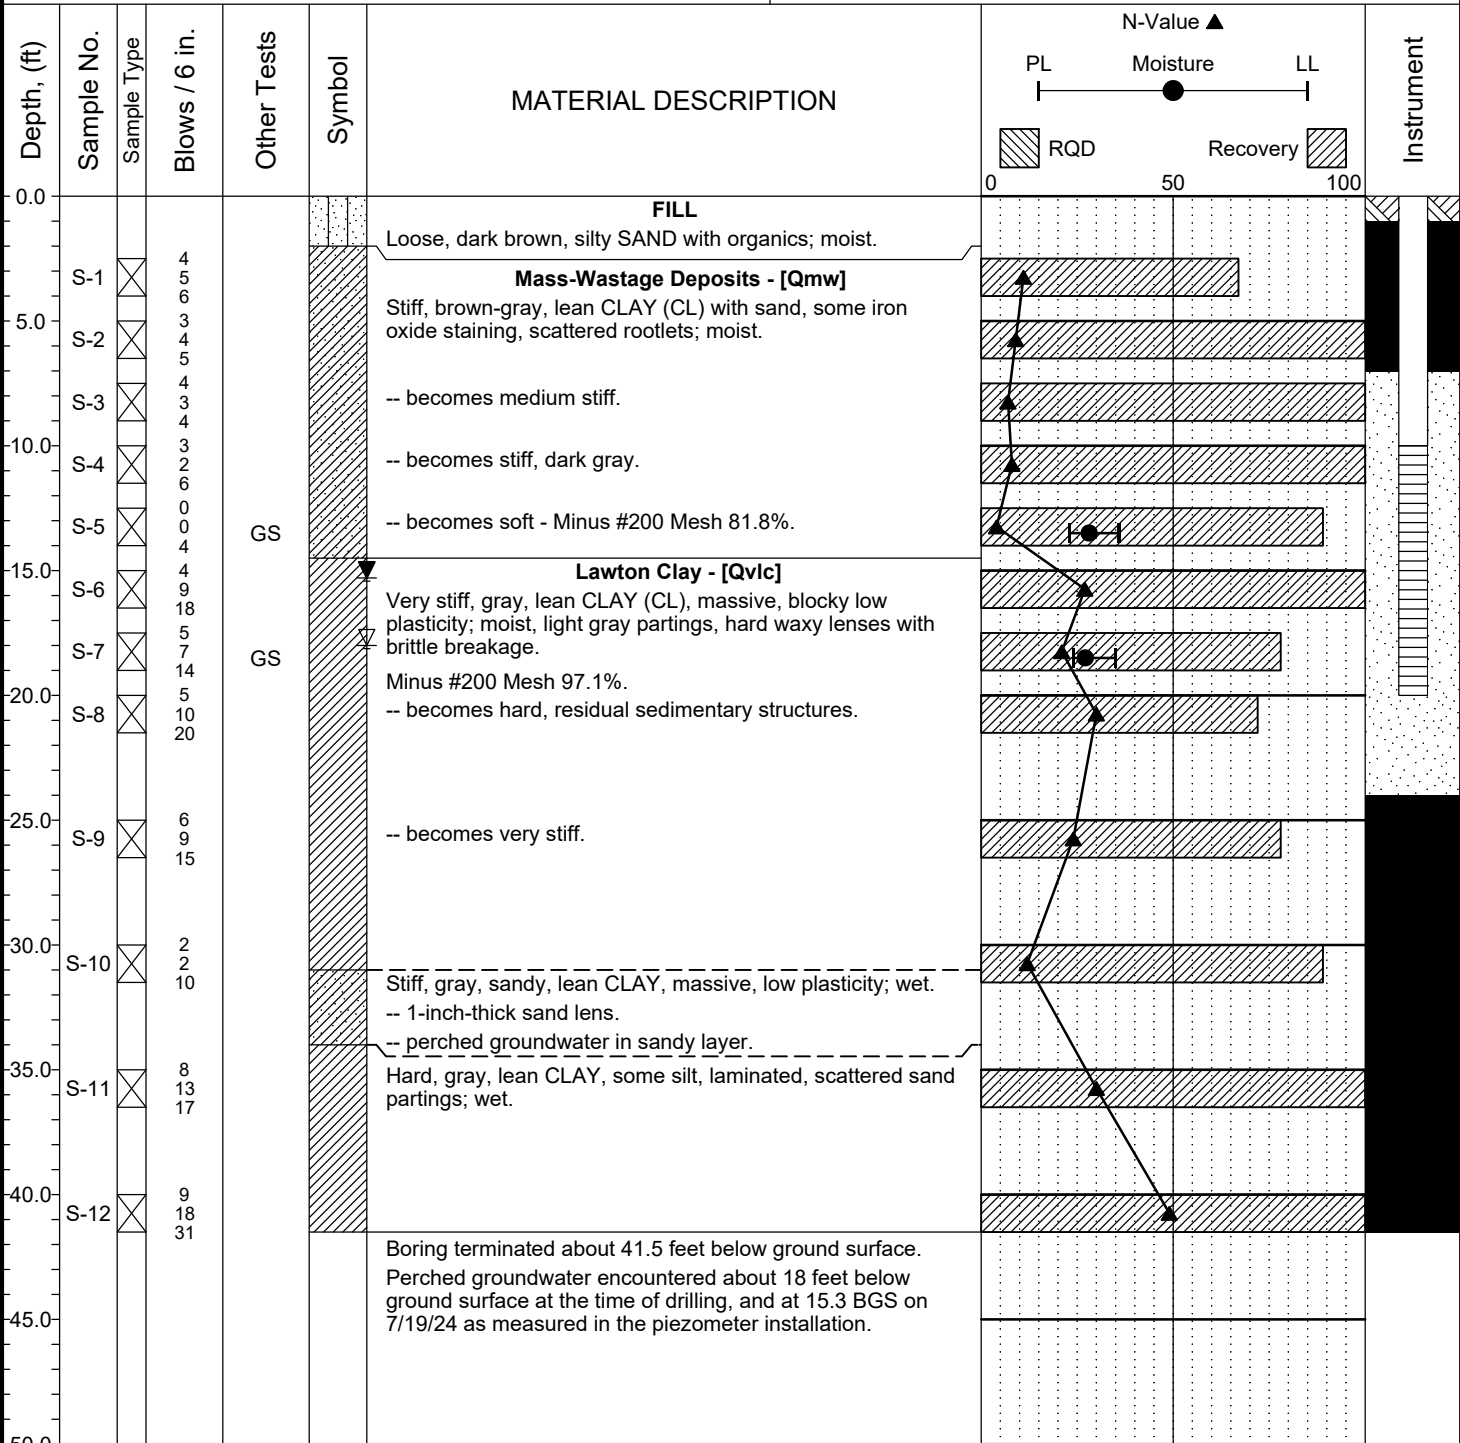 Depth, (ft)
Sample No.
Sample Type
Blows / 6 in.
Other Tests
Symbol
MATERIAL DESCRIPTION
N-Value
PL Moisture LL
RQD Recovery
0 50 100
Instrument
0.0
FILL
Loose, dark brown, silty SAND with organics; moist.
S-1
4
5
6
Mass-Wastage Deposits - [Qmw]
Stiff, brown-gray, lean CLAY (CL) with sand, some iron
oxide staining, scattered rootlets; moist.
5.0
S-2
3
4
5
S-3
4
3
4
-- becomes medium stiff.
10.0
S-4
3
2
6
-- becomes stiff, dark gray.
S-5
0
0
4
GS
-- becomes soft - Minus #200 Mesh 81.8%.
15.0
S-6
4
9
18
Lawton Clay - [Qvlc]
Very stiff, gray, lean CLAY (CL), massive, blocky low
plasticity; moist, light gray partings, hard waxy lenses with
brittle breakage.
S-7
5
7
14
GS
Minus #200 Mesh 97.1%.
20.0
S-8
5
10
20
-- becomes hard, residual sedimentary structures.
25.0
S-9
6
9
15
-- becomes very stiff.
30.0
S-10
2
2
10
Stiff, gray, sandy, lean CLAY, massive, low plasticity; wet.
-- 1-inch-thick sand lens.
-- perched groundwater in sandy layer.
35.0
S-11
8
13
17
Hard, gray, lean CLAY, some silt, laminated, scattered sand
partings; wet.
40.0
S-12
9
18
31
Boring terminated about 41.5 feet below ground surface.
Perched groundwater encountered about 18 feet below
ground surface at the time of drilling, and at 15.3 BGS on
7/19/24 as measured in the piezometer installation.
45.0
50.0